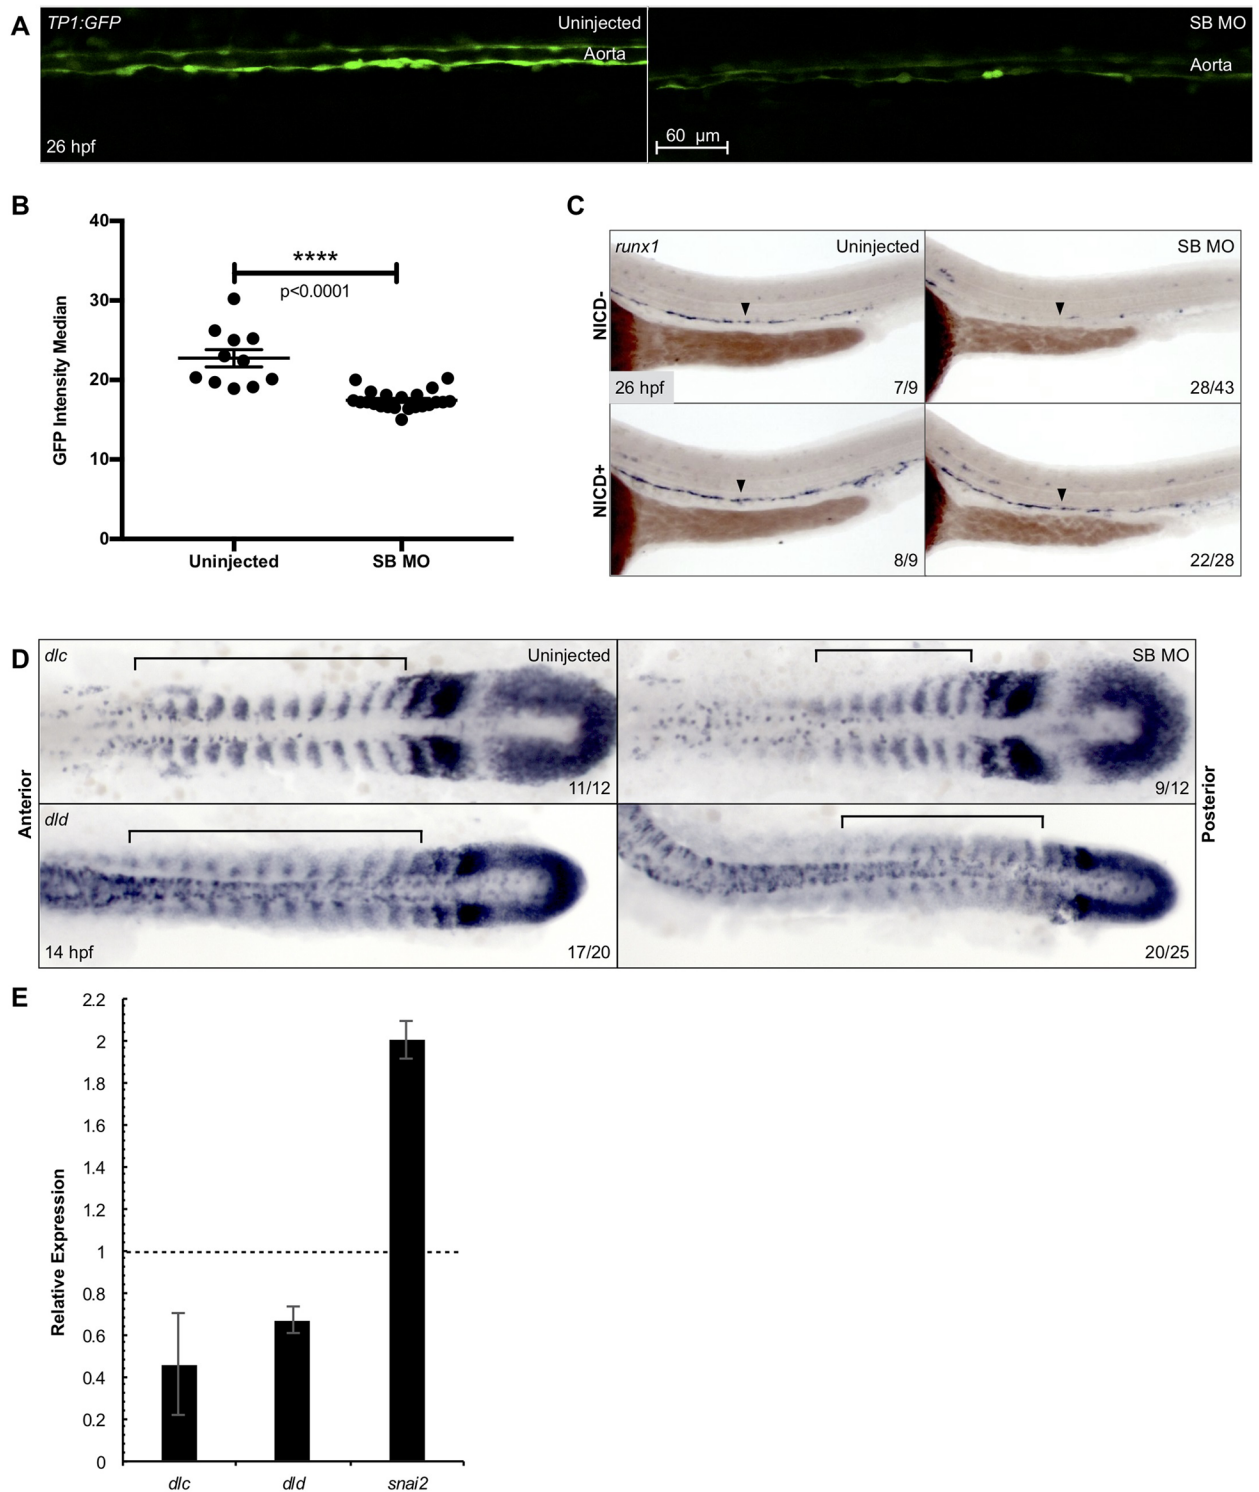 A
TP1:GFP
Uninjected
Aorta
26 hpf
SB MO
Aorta
60 µm
B
GFP Intensity Median
40
30
20
10
0
****
p<0.0001
Uninjected
SB MO
C
NICD-
runx1
Uninjected
SB MO
26 hpf
7/9
28/43
NICD+
8/9
22/28
D
Anterior
dlc
Uninjected
SB MO
11/12
9/12
dld
14 hpf
17/20
20/25
Posterior
E
Relative Expression
2.2
2
1.8
1.6
1.4
1.2
1
0.8
0.6
0.4
0.2
0
dlc
dld
snai2